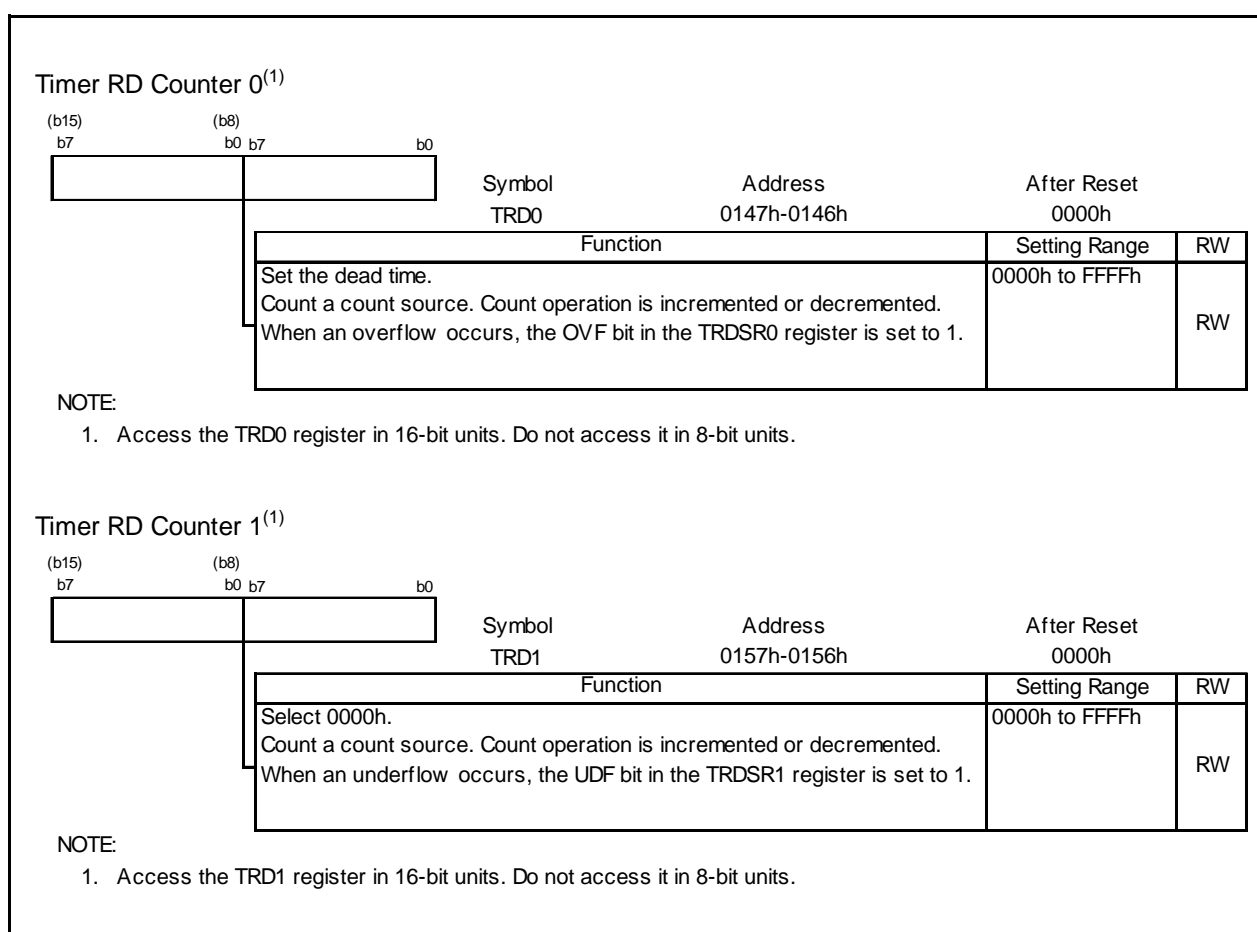 Timer RD Counter 0(1)
(b15) (b8)
b7 b0 b7 b0
Symbol Address After Reset
TRD0 0147h-0146h 0000h
Function Setting Range RW
Set the dead time. 0000h to FFFFh
Count a count source. Count operation is incremented or decremented.
When an overflow occurs, the OVF bit in the TRDSR0 register is set to 1. RW
NOTE:
1. Access the TRD0 register in 16-bit units. Do not access it in 8-bit units.
Timer RD Counter 1(1)
(b15) (b8)
b7 b0 b7 b0
Symbol Address After Reset
TRD1 0157h-0156h 0000h
Function Setting Range RW
Select 0000h. 0000h to FFFFh
Count a count source. Count operation is incremented or decremented.
When an underflow occurs, the UDF bit in the TRDSR1 register is set to 1. RW
NOTE:
1. Access the TRD1 register in 16-bit units. Do not access it in 8-bit units.